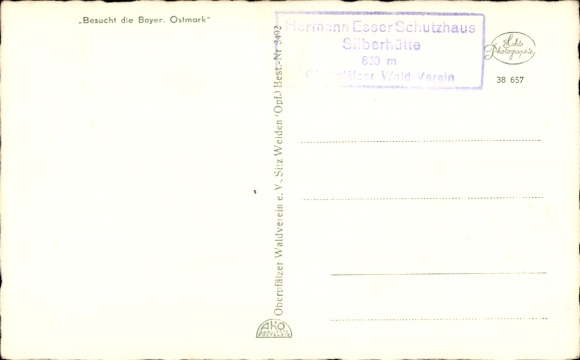 „Besucht die Bayer. Ostmark“
Hermann Esser Schutzhaus
Silberhütte
830 m
Oberpfälzer Wald Verein
Echte
Photographie
38 657
Oberpfälzer Waldverein e. V., Sitz Weiden (Opf.) Best.-Nr 3492
AKO